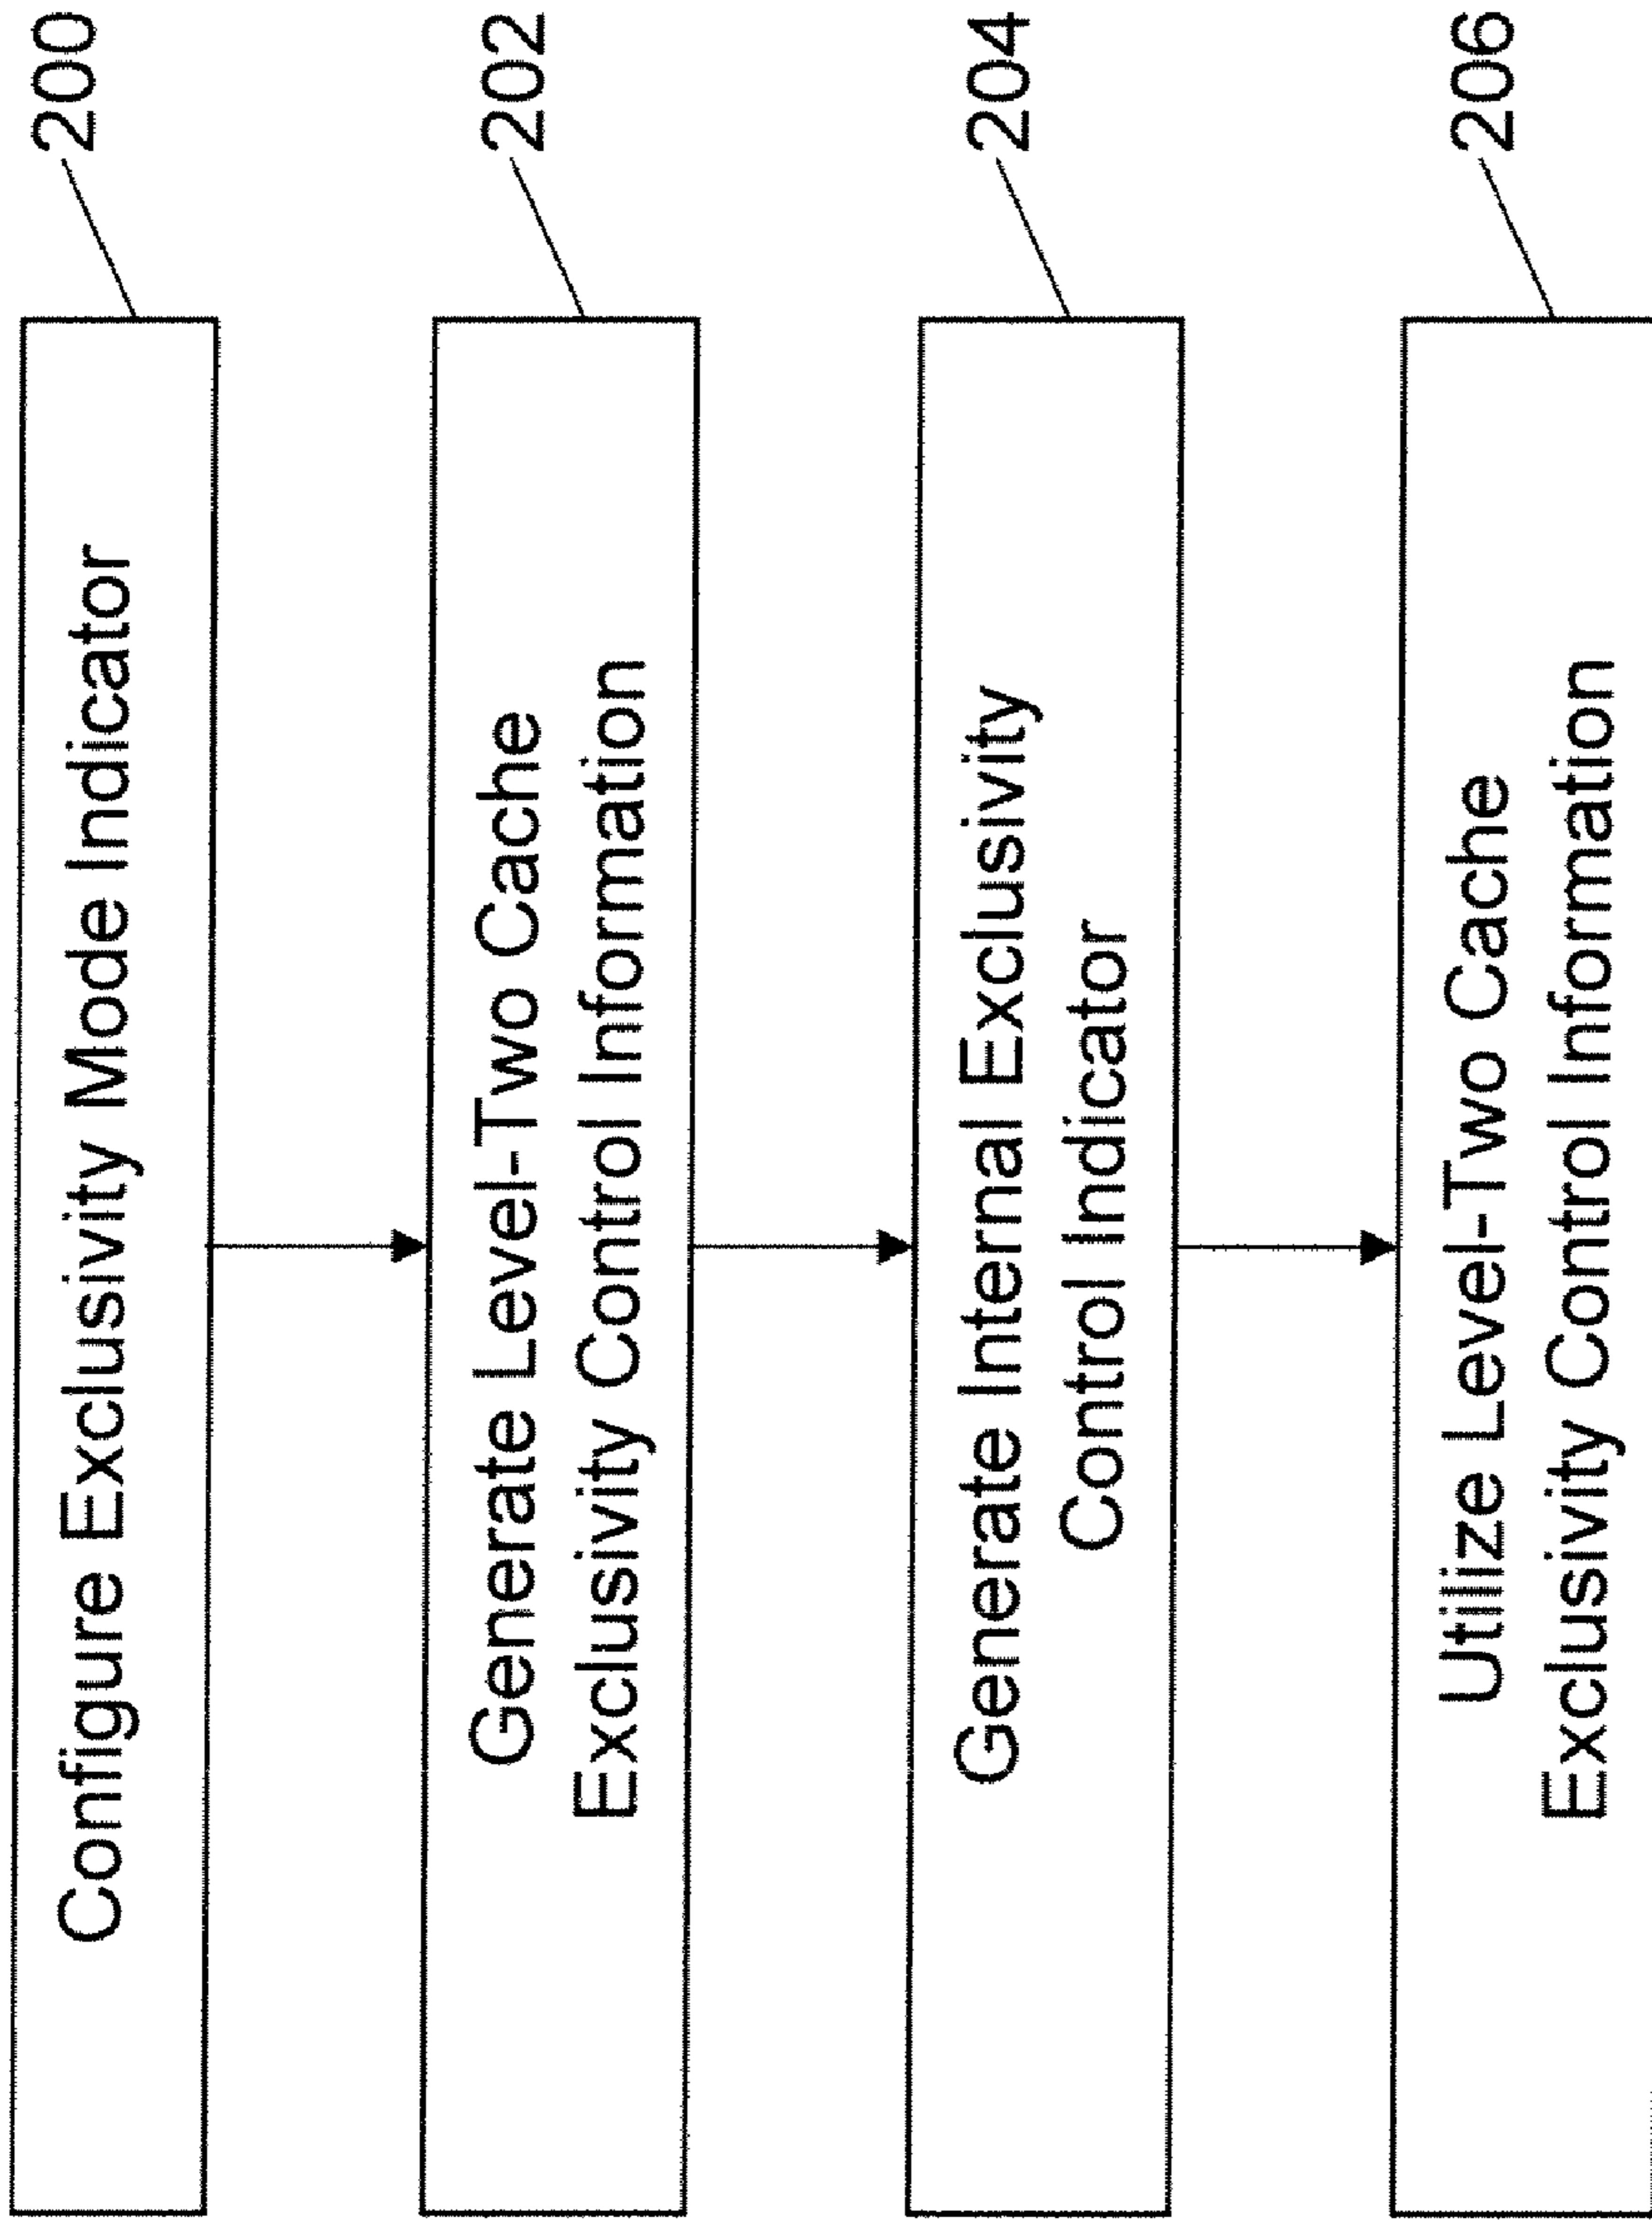 Configure Exclusivity Mode Indicator
200
Generate Level-Two Cache
Exclusivity Control Information
202
Generate Internal Exclusivity
Control Indicator
204
Utilize Level-Two Cache
Exclusivity Control Information
206